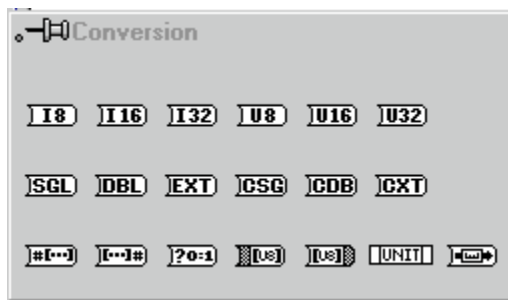 Conversion
I8 I16 I32 U8 U16 U32
SGL DBL EXT CSG CDB CXT
#[...] [...]# ?0:1 [U8] [U8] UNIT